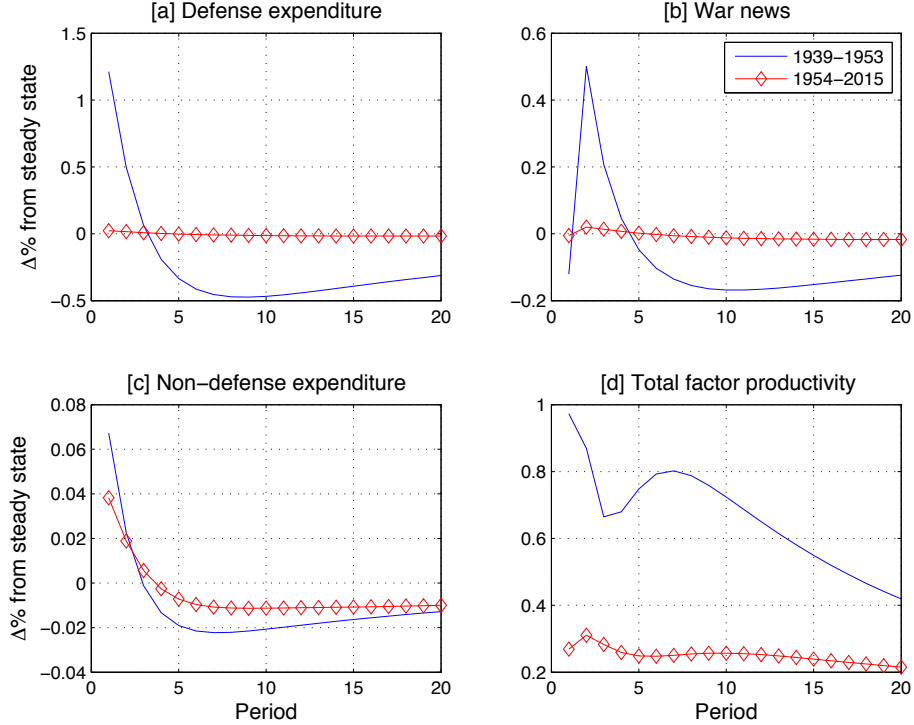 [a] Defense expenditure
[b] War news
1.5
1
0.5
0
−0.5
0 5 10 15 20
Δ% from steady state
0.6
0.4
0.2
0
−0.2
0 5 10 15 20
1939−1953
1954−2015
[c] Non−defense expenditure
[d] Total factor productivity
0.08
0.06
0.04
0.02
0
−0.02
−0.04
0 5 10 15 20
Δ% from steady state
Period
1
0.8
0.6
0.4
0.2
0 5 10 15 20
Period